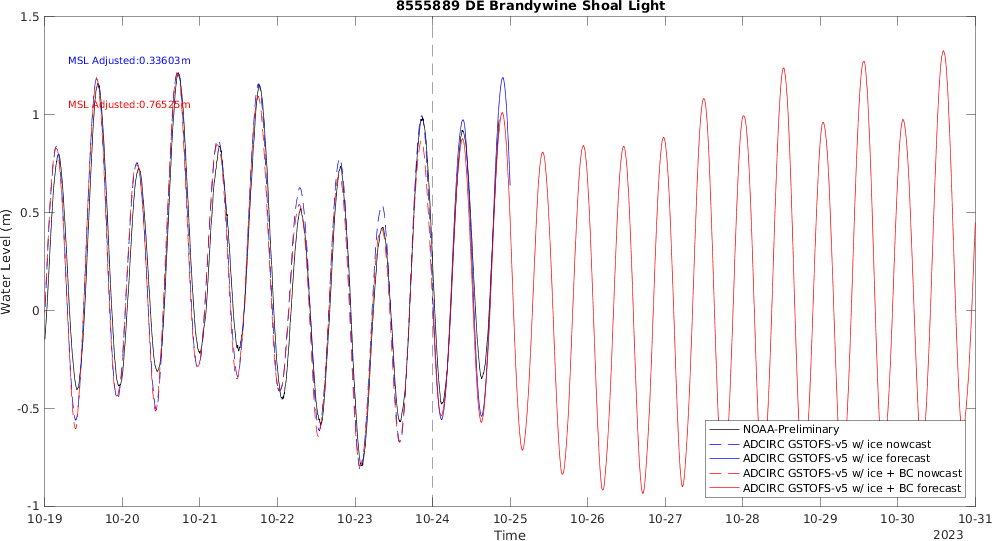 8555889 DE Brandywine Shoal Light
1.5
1
0.5
0
-0.5
-1
Water Level (m)
MSL Adjusted:0.33603m
MSL Adjusted:0.76525m
NOAA-Preliminary
ADCIRC GSTOFS-v5 w/ ice nowcast
ADCIRC GSTOFS-v5 w/ ice forecast
ADCIRC GSTOFS-v5 w/ ice + BC nowcast
ADCIRC GSTOFS-v5 w/ ice + BC forecast
10-19 10-20 10-21 10-22 10-23 10-24 10-25 10-26 10-27 10-28 10-29 10-30 10-31
Time
2023